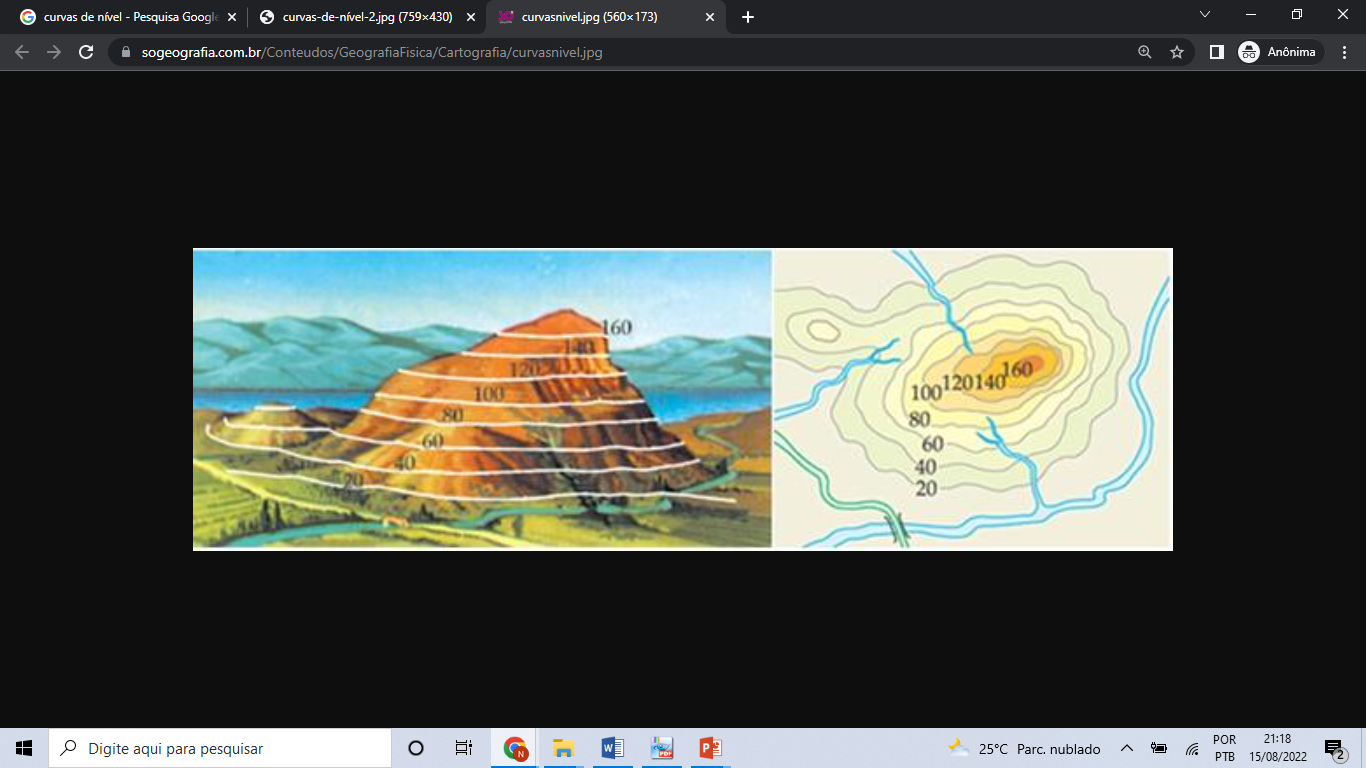 curvas de nível - Pesquisa Google
curvas-de-nível-2.jpg (759×430)
curvasnivel.jpg (560×173)
sogeografia.com.br/Conteudos/GeografiaFisica/Cartografia/curvasnivel.jpg
Anônima
160
140
120
100
80
60
40
20
160
140
120
100
80
60
40
20
Digite aqui para pesquisar
25°C Parc. nublado
POR
PTB
21:18
15/08/2022
2